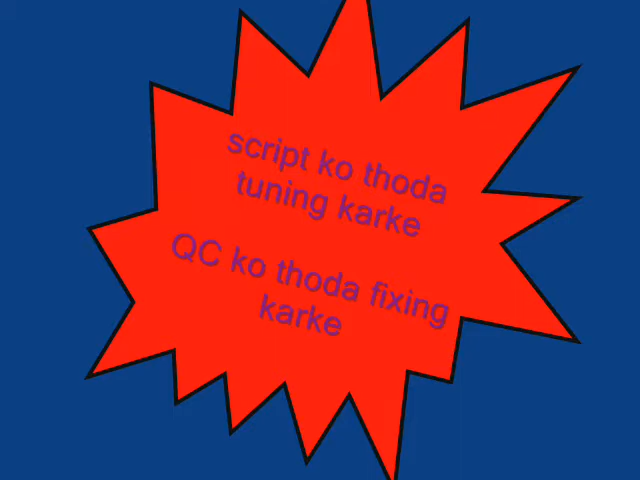 script ko thoda
tuning karke
QC ko thoda fixing
karke